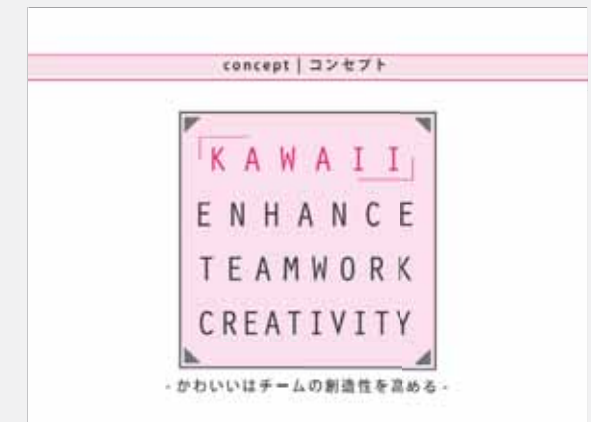 concept | コンセプト
「KAWAII」
ENHANCE
TEAMWORK
CREATIVITY
- かわいいはチームの創造性を高める -